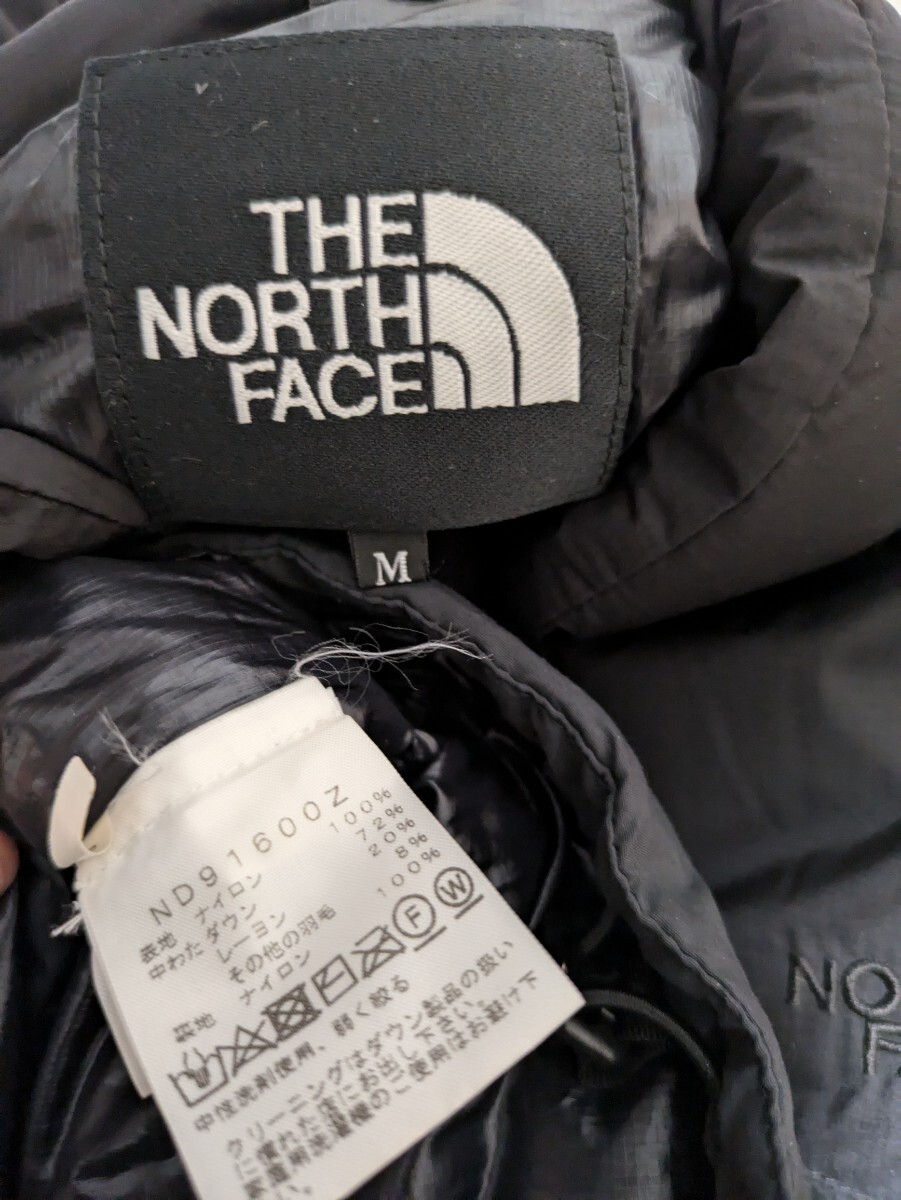 THE
NORTH
FACE
M
ND91600Z
表地 ナイロン 100%
中わた ダウン 72%
レーヨン 20%
その他の羽毛 8%
裏地 ナイロン 100%
F W
中性洗剤使用、弱く絞る
クリーニングはダウン製品の扱い
に慣れた店にお出し下さい。
家庭用洗濯機のご使用はお避け下
い。
NO
F